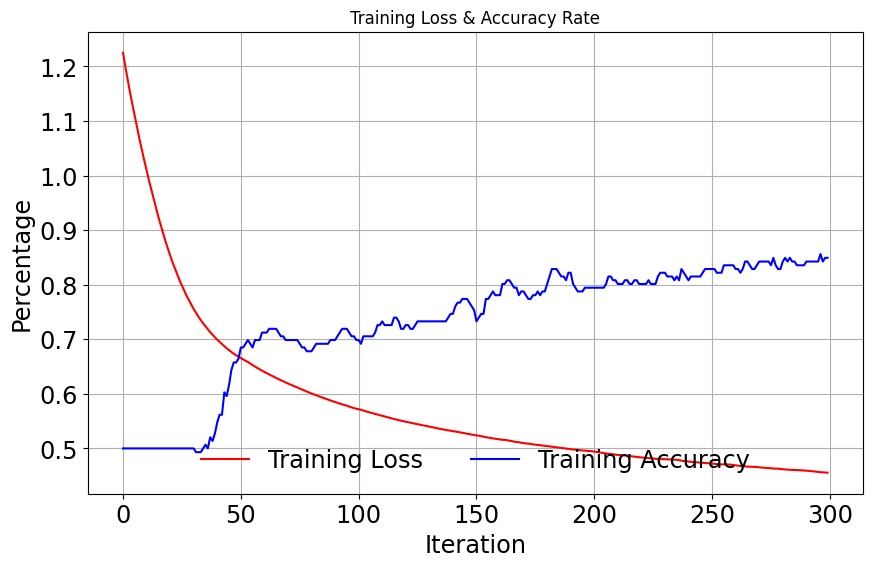 Training Loss & Accuracy Rate
Percentage
1.2
1.1
1.0
0.9
0.8
0.7
0.6
0.5
Training Loss
Training Accuracy
0 50 100 150 200 250 300
Iteration